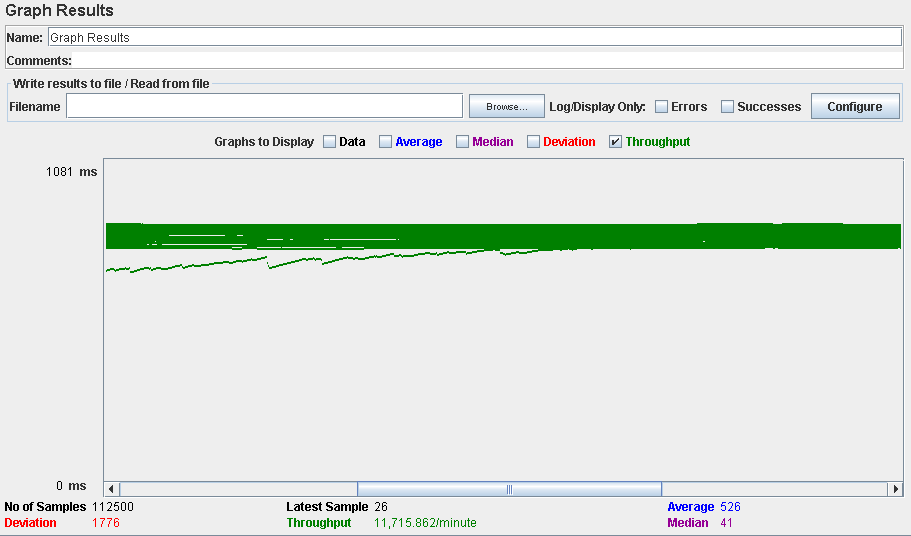 Graph Results
Name: Graph Results
Comments:
Write results to file / Read from file
Filename Browse... Log/Display Only: Errors Successes Configure
Graphs to Display Data Average Median Deviation Throughput
1081 ms
0 ms
No of Samples 112500 Latest Sample 26 Average 526
Deviation 1776 Throughput 11,715.862/minute Median 41